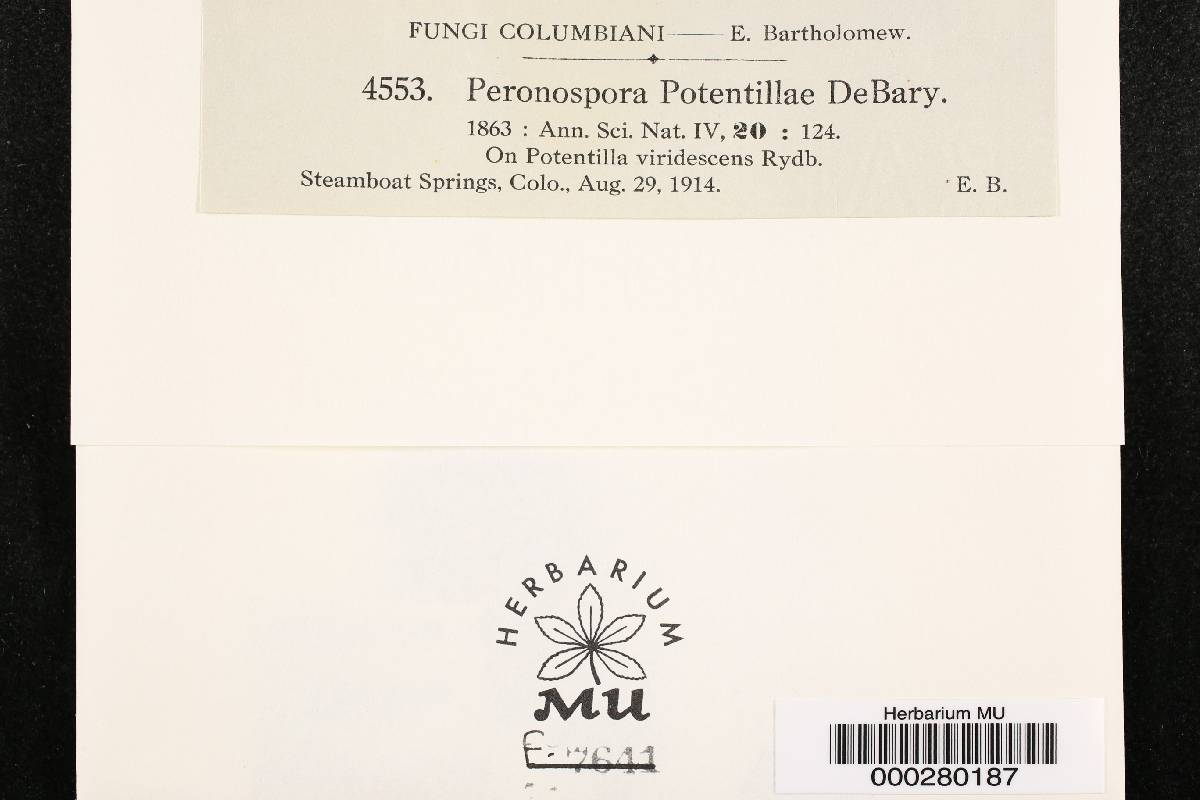 FUNGI COLUMBIANI — E. Bartholomew.
4553. Peronospora Potentillae DeBary.
1863 : Ann. Sci. Nat. IV, 20 : 124.
On Potentilla viridescens Rydb.
Steamboat Springs, Colo., Aug. 29, 1914. E. B.
HERBARIUM
MU
F. 7641
Herbarium MU
000280187